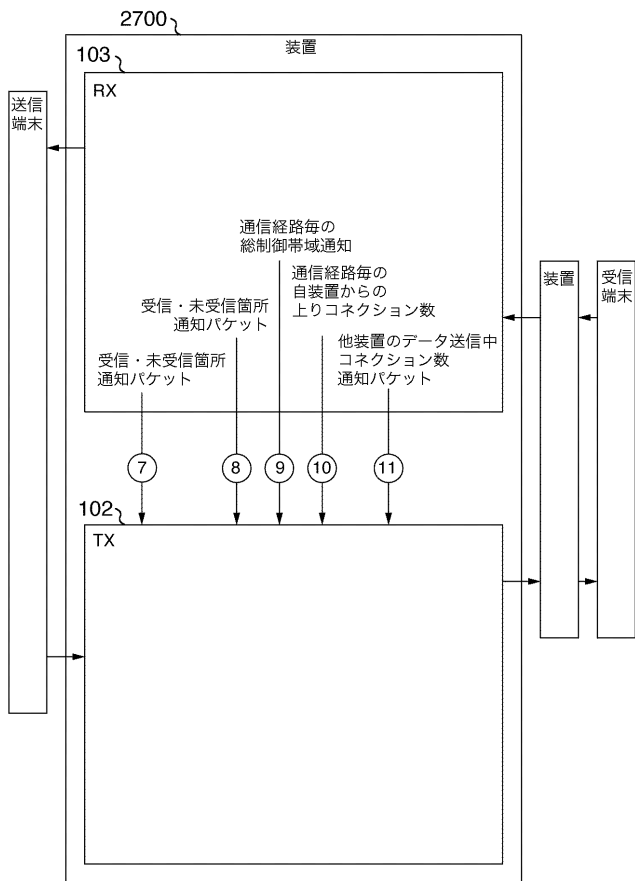 2700
装置
103
RX
送信
端末
通信経路毎の
総制御帯域通知
通信経路毎の
自装置からの
上りコネクション数
装置
受信
端末
受信・未受信箇所
通知パケット
他装置のデータ送信中
コネクション数
通知パケット
受信・未受信箇所
通知パケット
7
8
9
10
11
102
TX